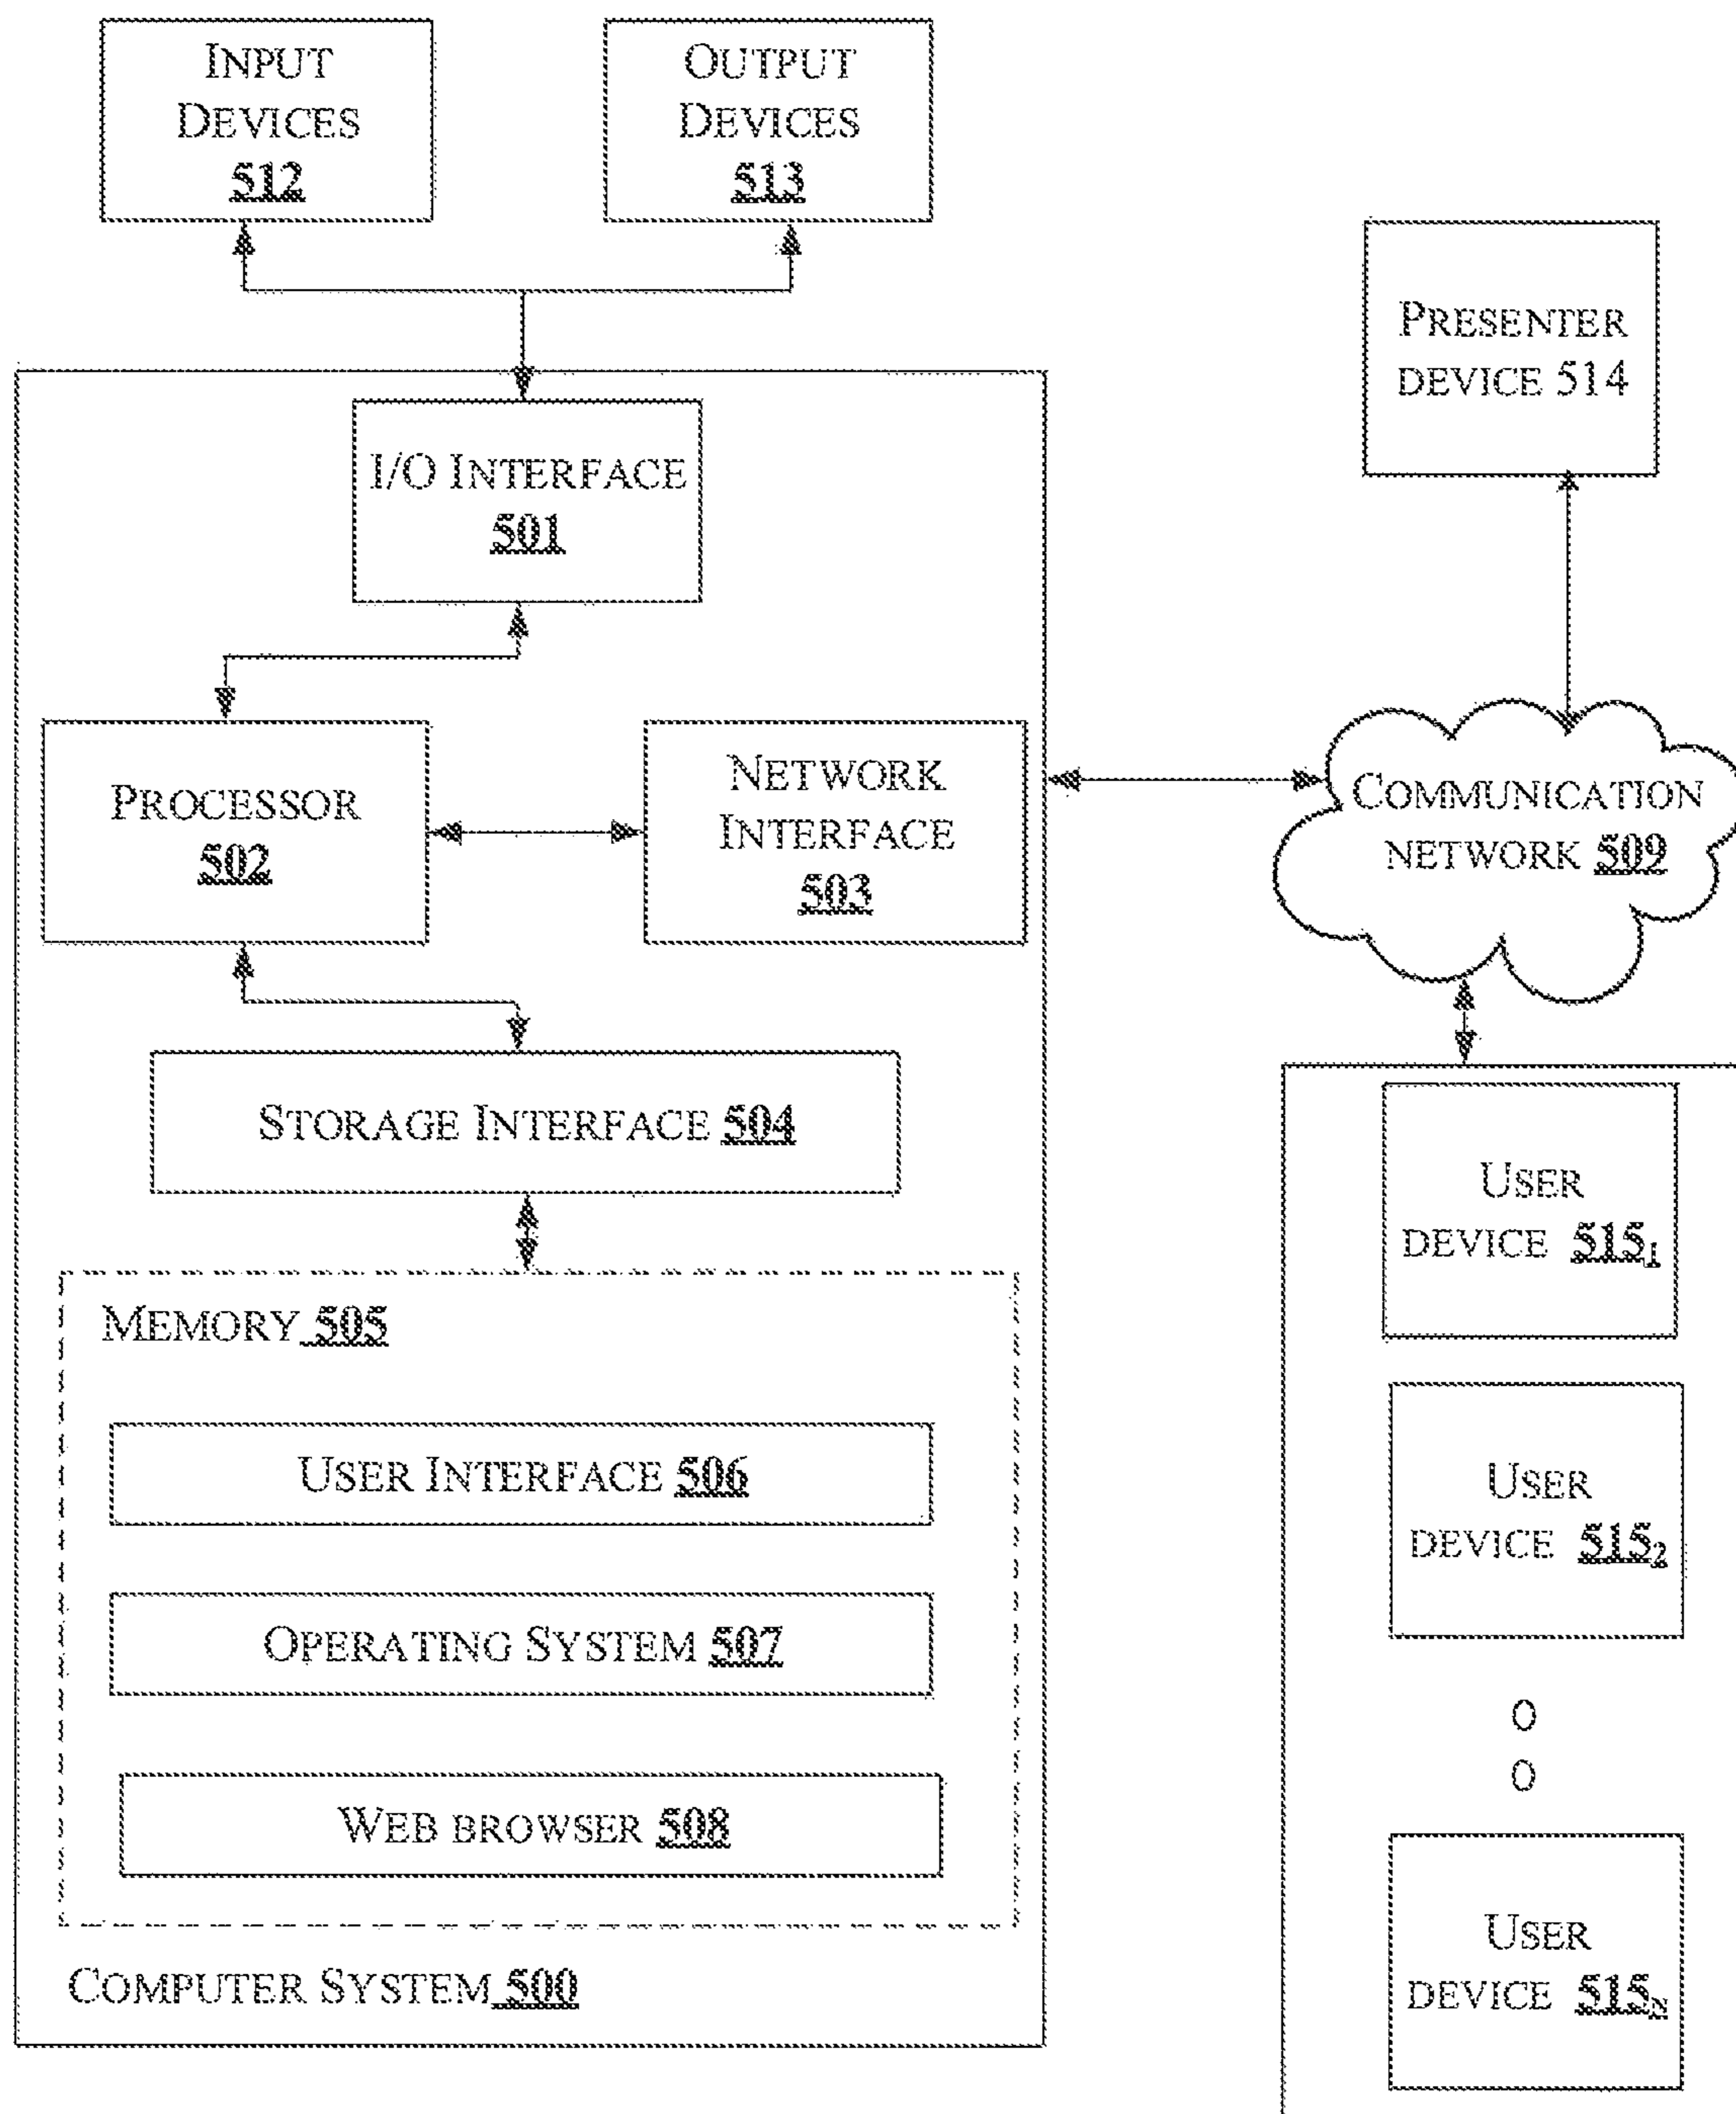 INPUT
DEVICES
512
OUTPUT
DEVICES
513
PRESENTER
DEVICE 514
I/O INTERFACE
501
PROCESSOR
502
NETWORK
INTERFACE
503
COMMUNICATION
NETWORK 509
STORAGE INTERFACE 504
MEMORY 505
USER INTERFACE 506
OPERATING SYSTEM 507
WEB BROWSER 508
COMPUTER SYSTEM 500
USER
DEVICE 515₁
USER
DEVICE 515₂
O
O
USER
DEVICE 515N